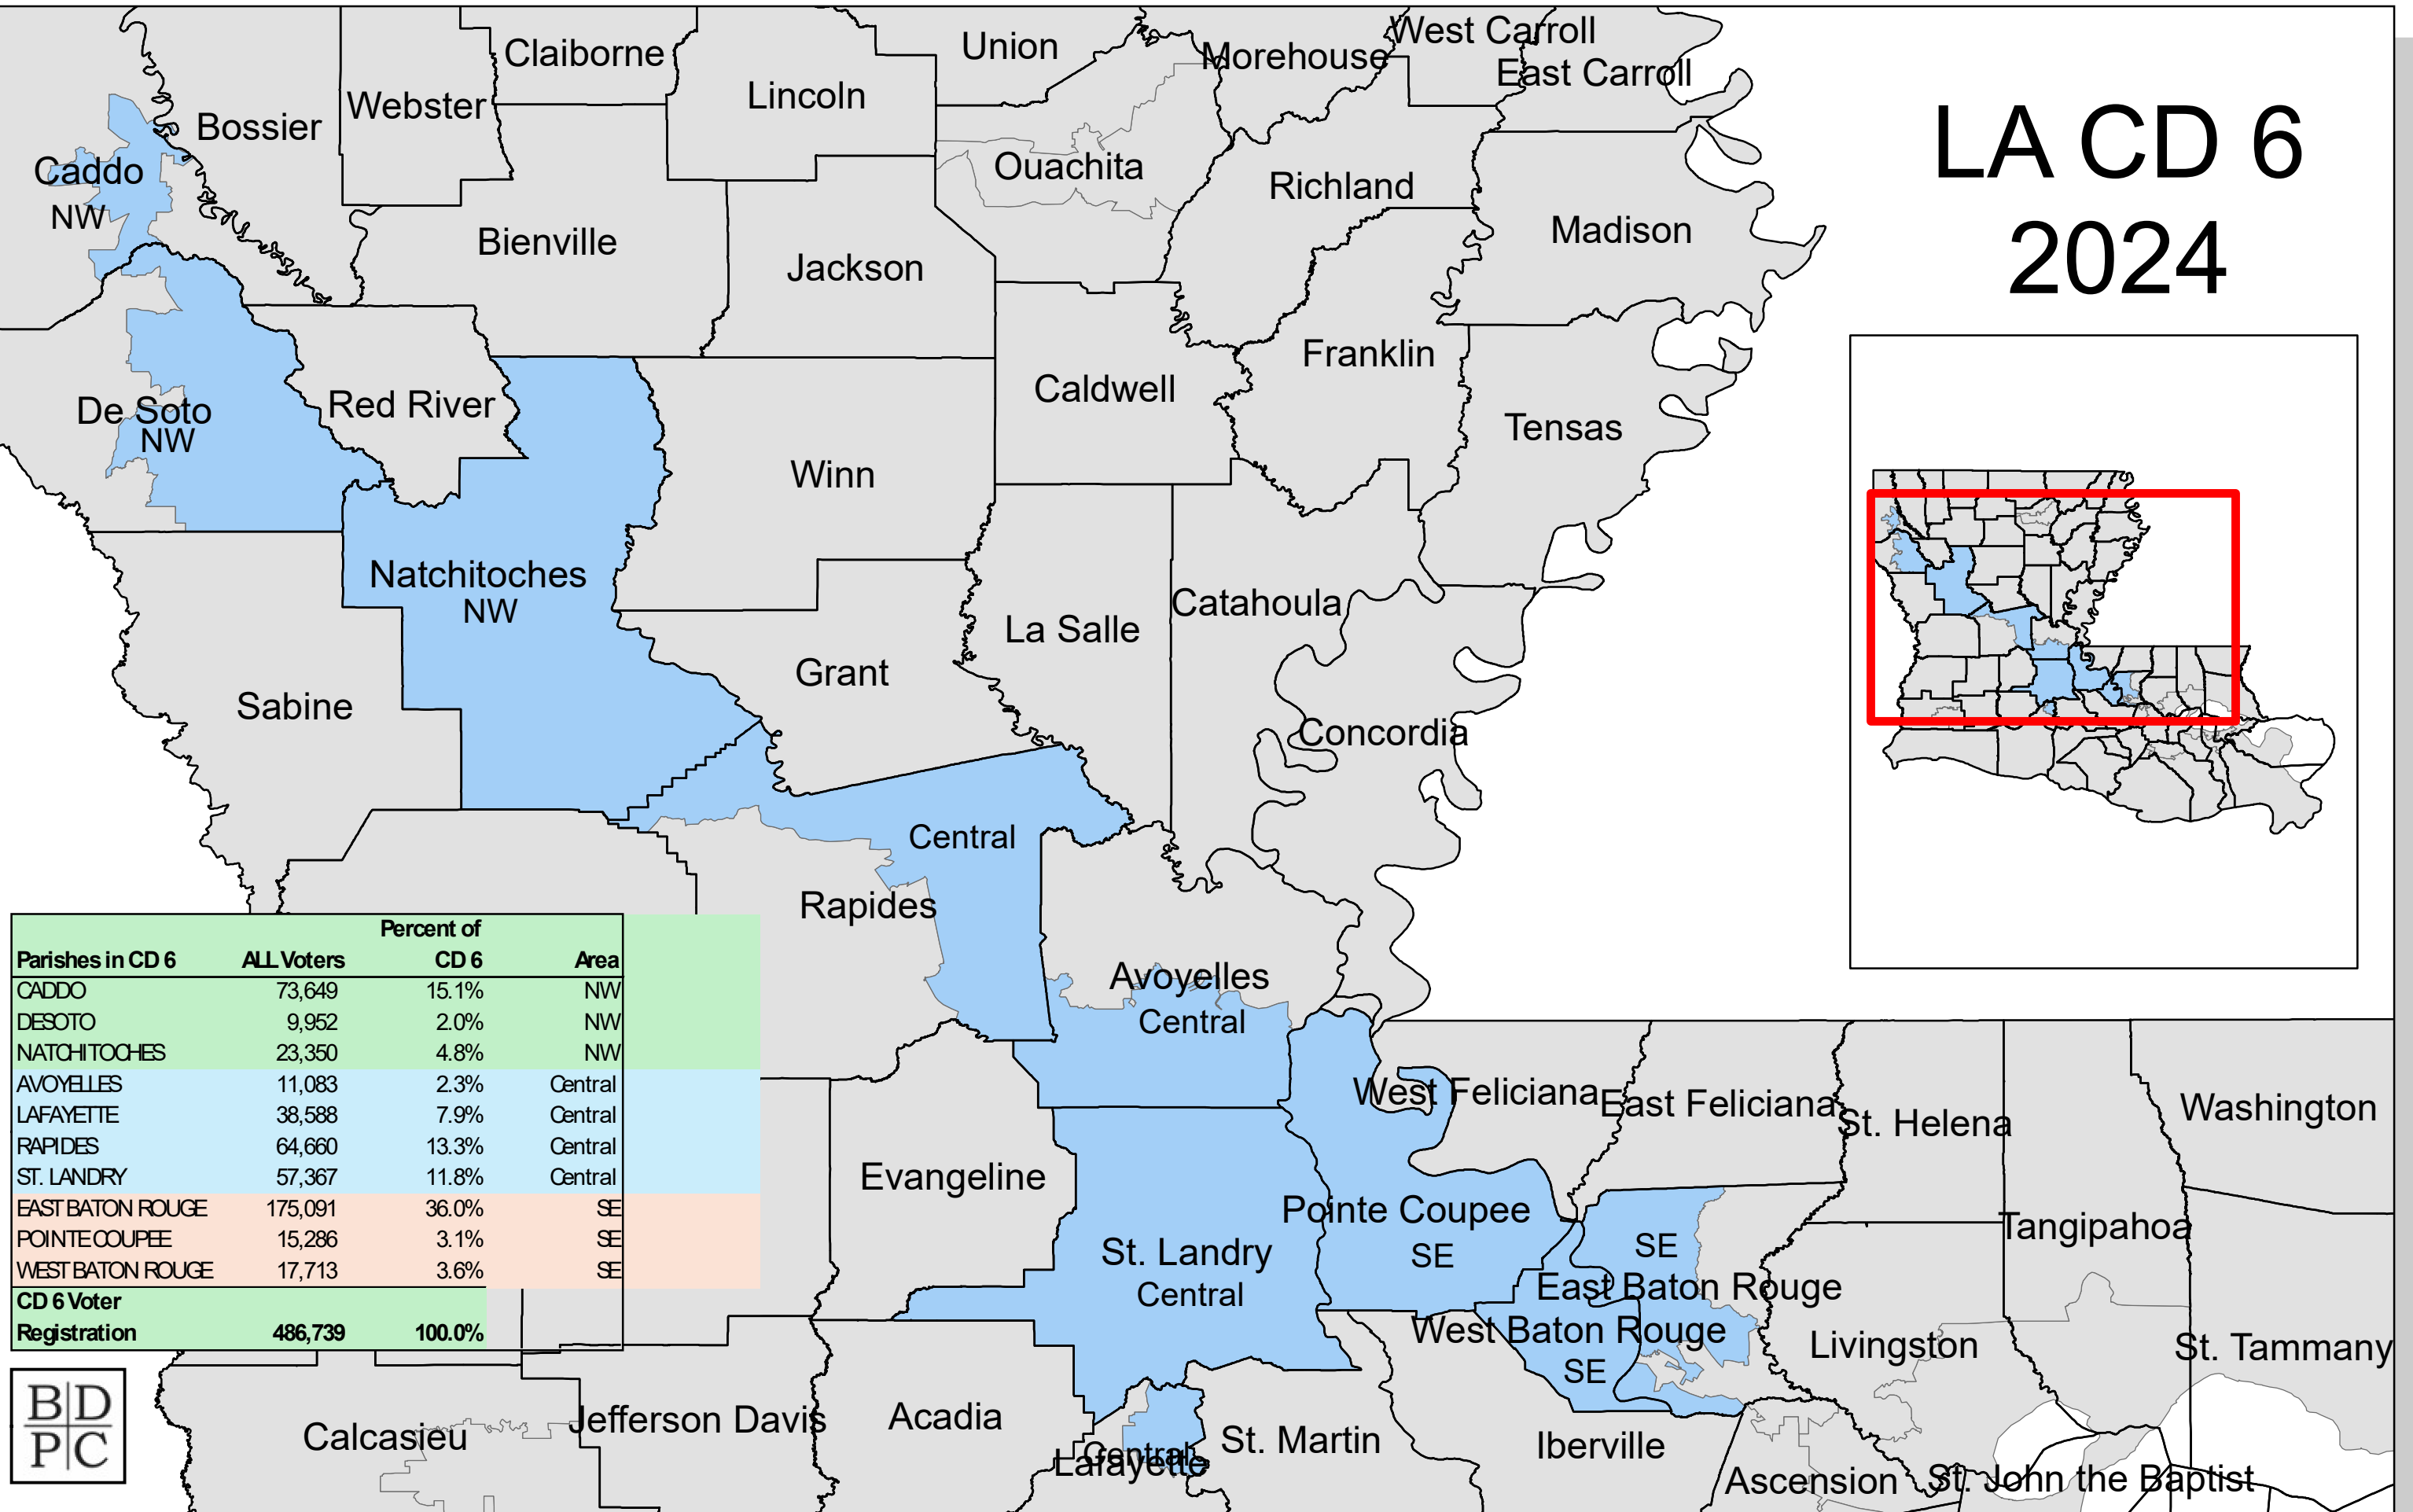 LA CD 6
2024
Claiborne
Union
Morehouse
West Carroll
East Carroll
Webster
Lincoln
Bossier
Caddo
NW
Ouachita
Richland
Madison
Bienville
Jackson
Franklin
Caldwell
Red River
De Soto
NW
Tensas
Winn
Natchitoches
NW
Catahoula
La Salle
Grant
Sabine
Concordia
Central
Rapides
Avoyelles
Central
West Feliciana
East Feliciana
St. Helena
Washington
Evangeline
Pointe Coupee
SE
St. Landry
Central
SE
East Baton Rouge
Tangipahoa
West Baton Rouge
SE
Livingston
St. Tammany
Calcasieu
Jefferson Davis
Acadia
Central
Lafayette
St. Martin
Iberville
Ascension
St. John the Baptist
Percent of
Parishes in CD 6 ALL Voters CD 6 Area
CADDO 73,649 15.1% NW
DESOTO 9,952 2.0% NW
NATCHITOCHES 23,350 4.8% NW
AVOYELLES 11,083 2.3% Central
LAFAYETTE 38,588 7.9% Central
RAPIDES 64,660 13.3% Central
ST. LANDRY 57,367 11.8% Central
EAST BATON ROUGE 175,091 36.0% SE
POINTE COUPEE 15,286 3.1% SE
WEST BATON ROUGE 17,713 3.6% SE
CD 6 Voter
Registration 486,739 100.0%
BD
PC